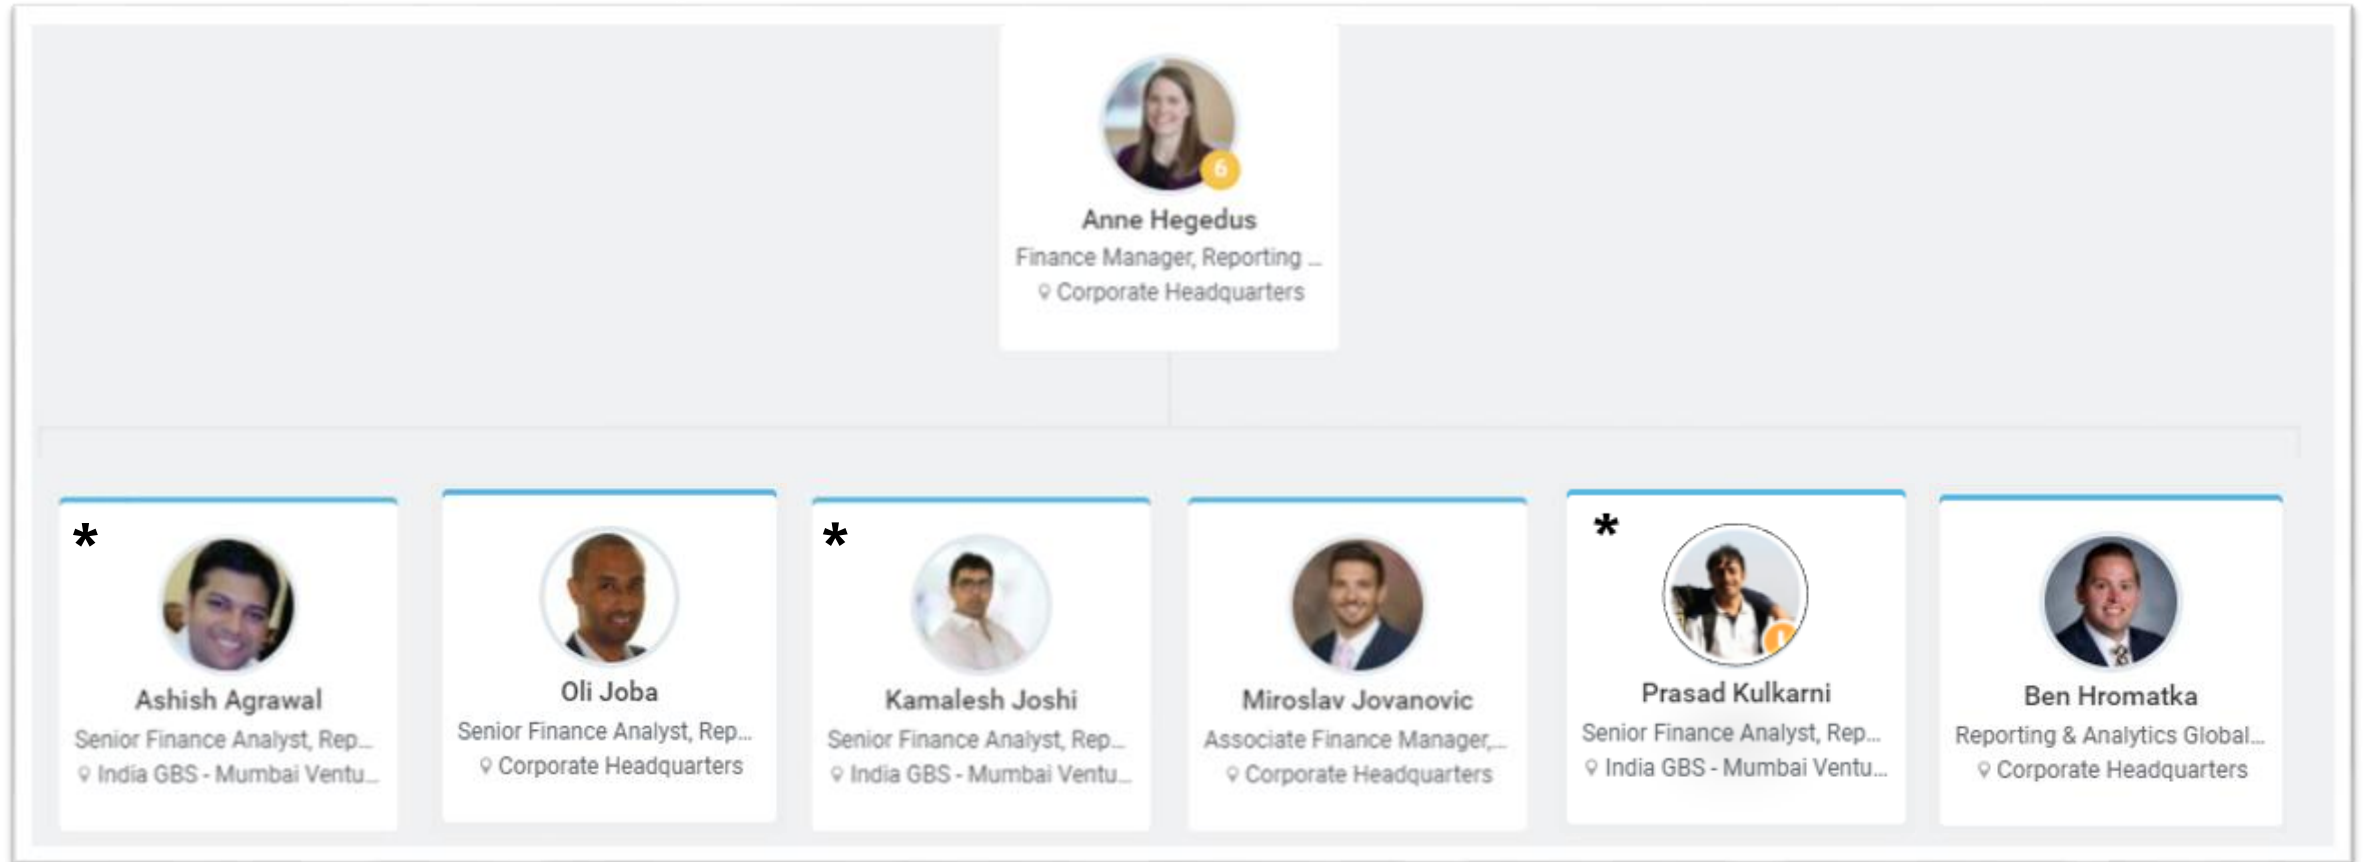 6
Anne Hegedus
Finance Manager, Reporting ...
Corporate Headquarters
*
Ashish Agrawal
Senior Finance Analyst, Rep...
India GBS - Mumbai Ventu...
Oli Joba
Senior Finance Analyst, Rep...
Corporate Headquarters
*
Kamalesh Joshi
Senior Finance Analyst, Rep...
India GBS - Mumbai Ventu...
Miroslav Jovanovic
Associate Finance Manager,...
Corporate Headquarters
*
Prasad Kulkarni
Senior Finance Analyst, Rep...
India GBS - Mumbai Ventu...
Ben Hromatka
Reporting & Analytics Global...
Corporate Headquarters